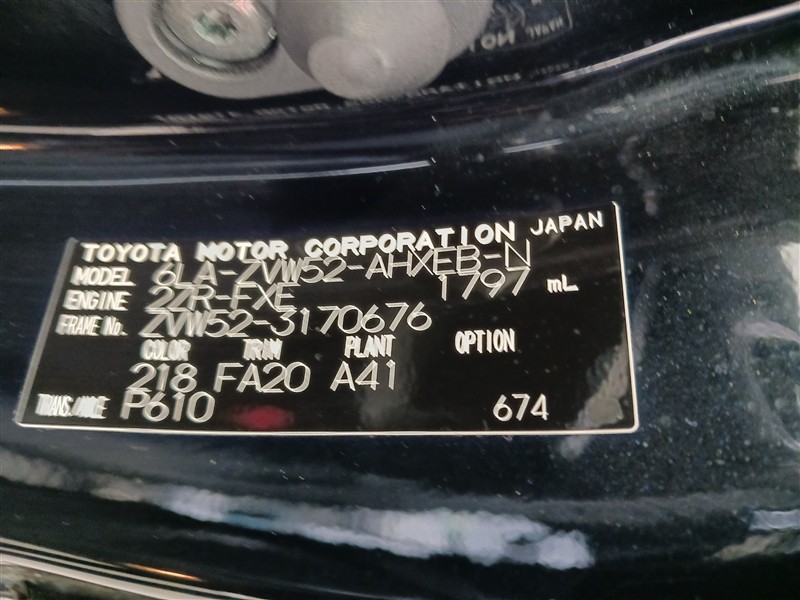 TOYOTA MOTOR CORPORATION JAPAN
MODEL 6LA-ZVW52-AHXEB-N
ENGINE 2ZR-FXE 1797 mL
FRAME No. ZVW52-3170676
COLOR TRIM PLANT OPTION
218 FA20 A41
TRANS./AXLE P610 674